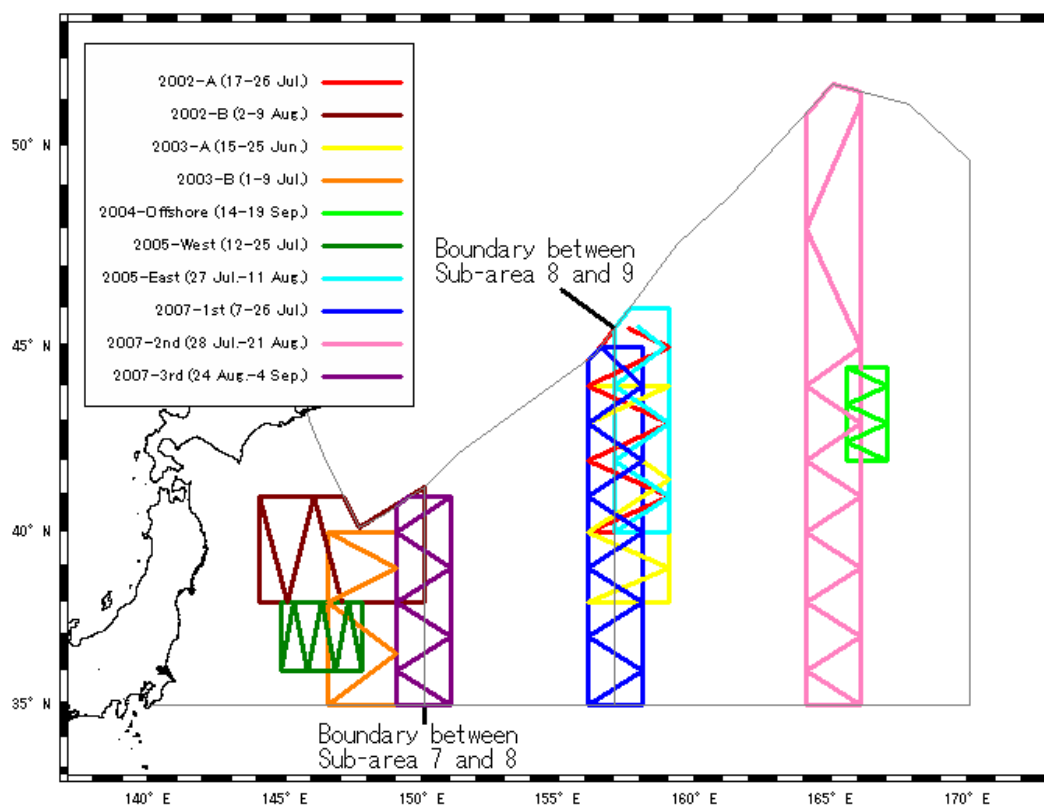 2002-A (17-26 Jul.)
2002-B (2-9 Aug.)
2003-A (15-25 Jun.)
2003-B (1-9 Jul.)
2004-Offshore (14-19 Sep.)
2005-West (12-25 Jul.)
2005-East (27 Jul.-11 Aug.)
2007-1st (7-26 Jul.)
2007-2nd (28 Jul.-21 Aug.)
2007-3rd (24 Aug.-4 Sep.)
Boundary between
Sub-area 8 and 9
Boundary between
Sub-area 7 and 8
50° N
45° N
40° N
35° N
140° E
145° E
150° E
155° E
160° E
165° E
170° E